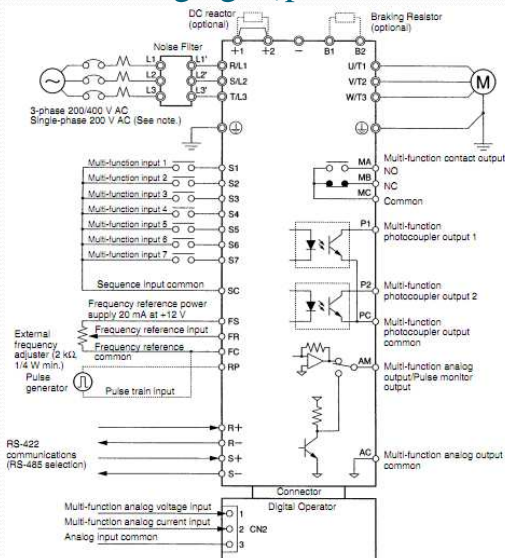 DC reactor
(optional)
Braking Resistor
(optional)
+1
+2
−
B1
B2
Noise Filter
L1
L1'
R/L1
U/T1
L2
L2'
S/L2
V/T2
M
L3
L3'
T/L3
W/T3
3-phase 200/400 V AC
Single-phase 200 V AC (See note.)
Multi-function input 1
S1
Multi-function input 2
S2
Multi-function input 3
S3
Multi-function input 4
S4
Multi-function input 5
S5
Multi-function input 6
S6
Multi-function input 7
S7
Sequence input common
SC
MA
Multi-function contact output
NO
MB
NC
MC
Common
P1
Multi-function
photocoupler output 1
P2
Multi-function
photocoupler output 2
PC
Multi-function
photocoupler output
common
Frequency reference power
supply 20 mA at +12 V
FS
External
frequency
adjuster (2 kΩ,
1/4 W min.)
Frequency reference input
FR
Frequency reference
common
FC
RP
Pulse
generator
Pulse train input
AM
Multi-function analog
output/Pulse monitor
output
AC
Multi-function analog output
common
RS-422
communications
(RS-485 selection)
R+
R−
S+
S−
Connector
Digital Operator
Multi-function analog voltage input
1
Multi-function analog current input
2 CN2
Analog input common
3